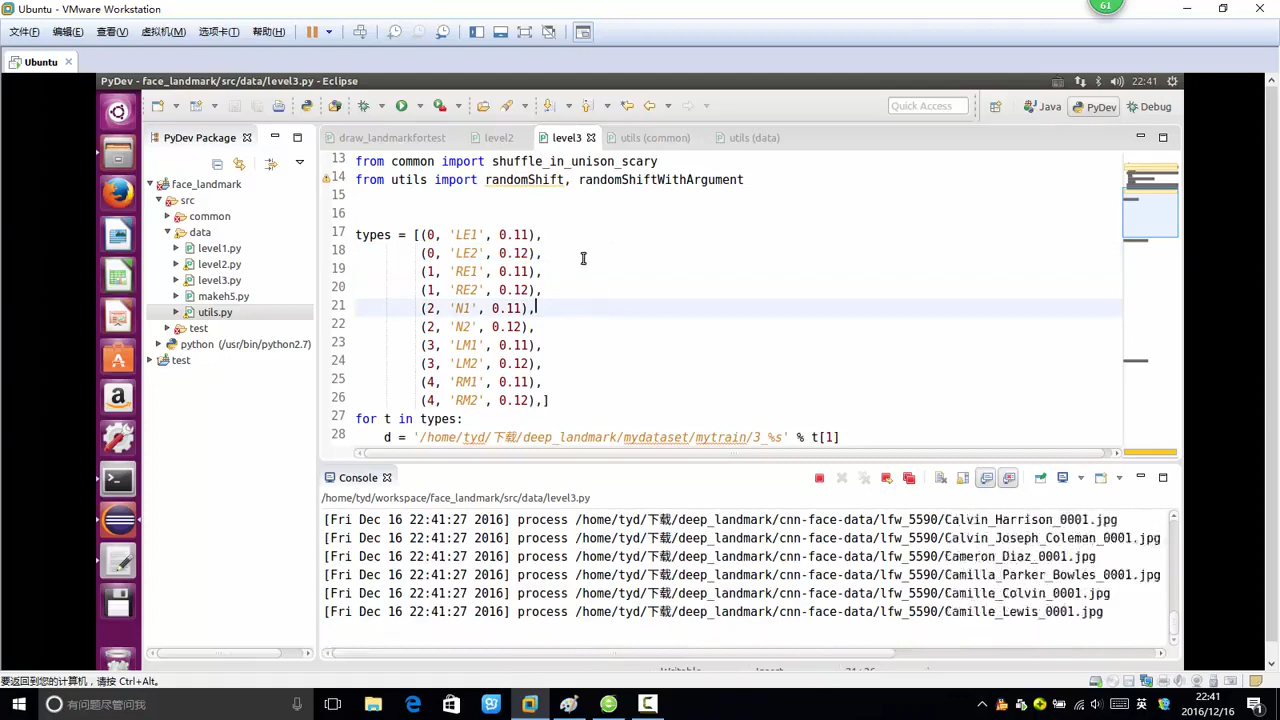 Ubuntu - VMware Workstation
61
文件(F) 编辑(E) 查看(V) 虚拟机(M) 选项卡(T) 帮助(H)
Ubuntu
PyDev - face_landmark/src/data/level3.py - Eclipse
22:41
Quick Access
Java
PyDev
Debug
PyDev Package
draw_landmarkfortest
level2
level3
utils (common)
utils (data)
face_landmark
src
common
data
level1.py
level2.py
level3.py
makeh5.py
utils.py
test
python (/usr/bin/python2.7)
test
13 from common import shuffle_in_unison_scary
14 from utils import randomShift, randomShiftWithArgument
15
16
17 types = [(0, 'LE1', 0.11),
18 (0, 'LE2', 0.12),
19 (1, 'RE1', 0.11),
20 (1, 'RE2', 0.12),
21 (2, 'N1', 0.11),
22 (2, 'N2', 0.12),
23 (3, 'LM1', 0.11),
24 (3, 'LM2', 0.12),
25 (4, 'RM1', 0.11),
26 (4, 'RM2', 0.12),]
27 for t in types:
28 d = '/home/tyd/下载/deep_landmark/mydataset/mytrain/3_%s' % t[1]
Console
/home/tyd/workspace/face_landmark/src/data/level3.py
[Fri Dec 16 22:41:27 2016] process /home/tyd/下载/deep_landmark/cnn-face-data/lfw_5590/Calvin_Harrison_0001.jpg
[Fri Dec 16 22:41:27 2016] process /home/tyd/下载/deep_landmark/cnn-face-data/lfw_5590/Calvin_Joseph_Coleman_0001.jpg
[Fri Dec 16 22:41:27 2016] process /home/tyd/下载/deep_landmark/cnn-face-data/lfw_5590/Cameron_Diaz_0001.jpg
[Fri Dec 16 22:41:27 2016] process /home/tyd/下载/deep_landmark/cnn-face-data/lfw_5590/Camilla_Parker_Bowles_0001.jpg
[Fri Dec 16 22:41:27 2016] process /home/tyd/下载/deep_landmark/cnn-face-data/lfw_5590/Camille_Colvin_0001.jpg
[Fri Dec 16 22:41:27 2016] process /home/tyd/下载/deep_landmark/cnn-face-data/lfw_5590/Camille_Lewis_0001.jpg
要返回到您的计算机，请按 Ctrl+Alt。
有问题尽管问我
英
22:41
2016/12/16